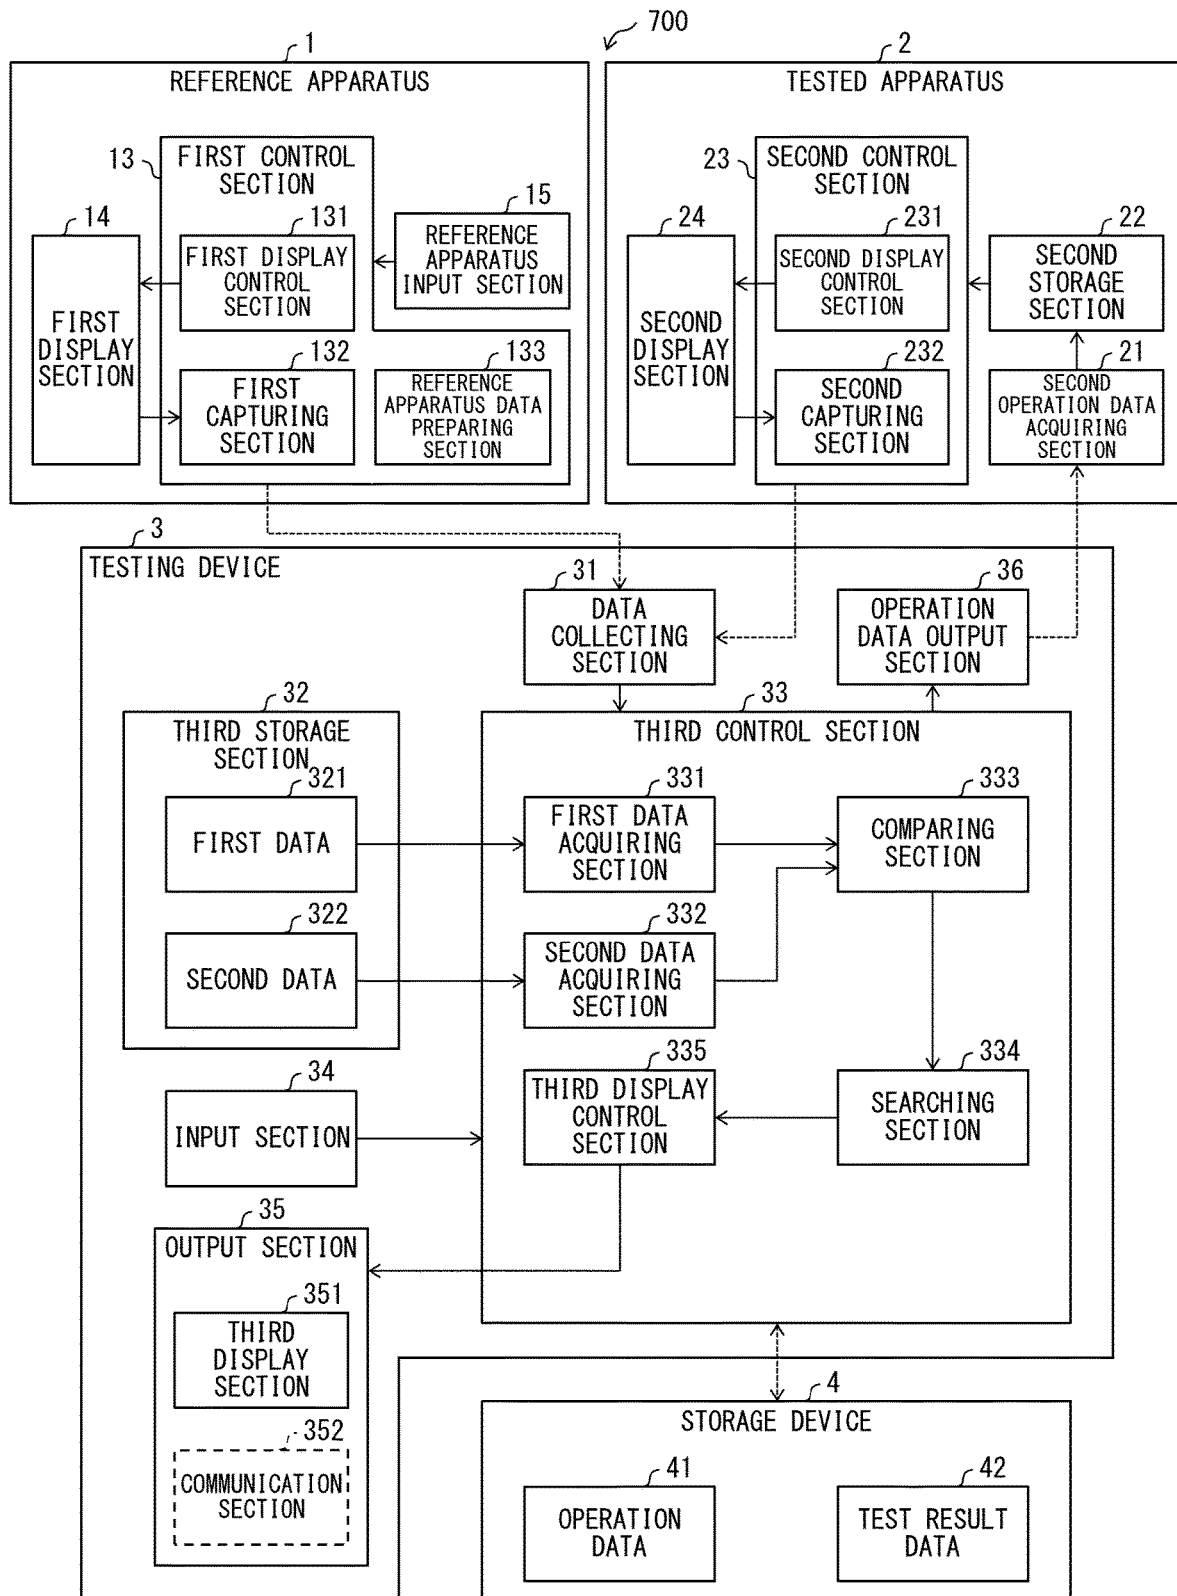 700
1
REFERENCE APPARATUS
13
FIRST CONTROL
SECTION
14
FIRST
DISPLAY
SECTION
131
FIRST DISPLAY
CONTROL
SECTION
15
REFERENCE
APPARATUS
INPUT SECTION
132
FIRST
CAPTURING
SECTION
133
REFERENCE
APPARATUS DATA
PREPARING
SECTION
2
TESTED APPARATUS
23
SECOND CONTROL
SECTION
24
SECOND
DISPLAY
SECTION
231
SECOND DISPLAY
CONTROL
SECTION
22
SECOND
STORAGE
SECTION
232
SECOND
CAPTURING
SECTION
21
SECOND
OPERATION DATA
ACQUIRING
SECTION
3
TESTING DEVICE
31
DATA
COLLECTING
SECTION
36
OPERATION
DATA OUTPUT
SECTION
32
THIRD STORAGE
SECTION
321
FIRST DATA
322
SECOND DATA
33
THIRD CONTROL SECTION
331
FIRST DATA
ACQUIRING
SECTION
333
COMPARING
SECTION
332
SECOND DATA
ACQUIRING
SECTION
34
INPUT SECTION
335
THIRD DISPLAY
CONTROL
SECTION
334
SEARCHING
SECTION
35
OUTPUT SECTION
351
THIRD
DISPLAY
SECTION
352
COMMUNICATION
SECTION
4
STORAGE DEVICE
41
OPERATION
DATA
42
TEST RESULT
DATA